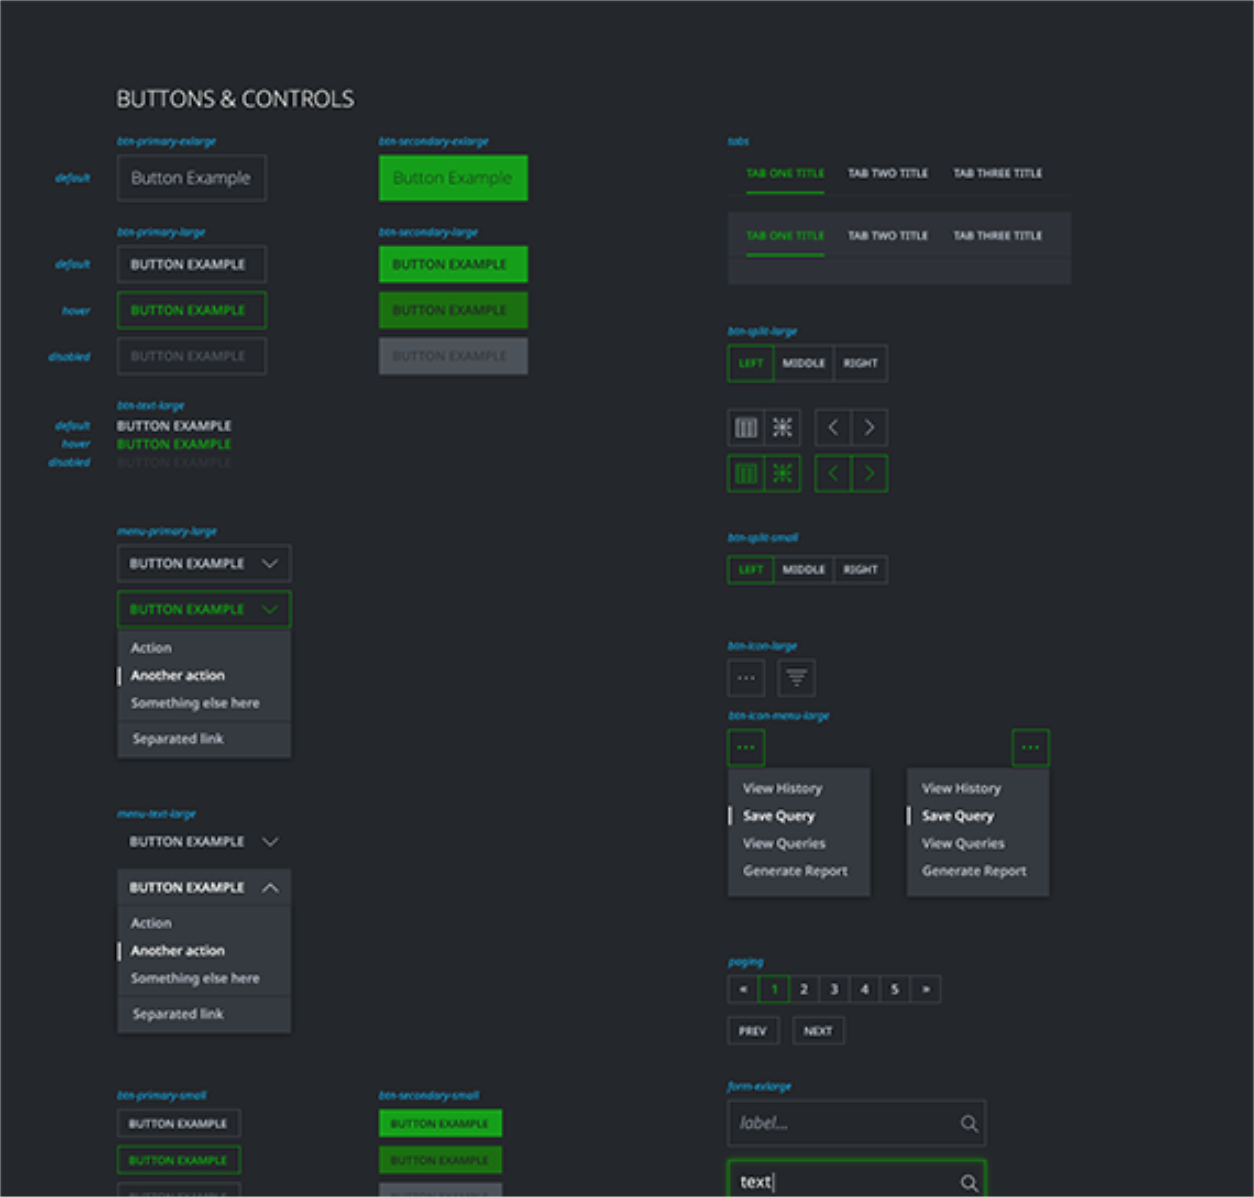 BUTTONS & CONTROLS
btn-primary-exlarge
default
Button Example
btn-primary-large
default
BUTTON EXAMPLE
hover
BUTTON EXAMPLE
disabled
BUTTON EXAMPLE
btn-text-large
default
BUTTON EXAMPLE
hover
BUTTON EXAMPLE
disabled
BUTTON EXAMPLE
btn-secondary-exlarge
Button Example
btn-secondary-large
BUTTON EXAMPLE
BUTTON EXAMPLE
BUTTON EXAMPLE
menu-primary-large
BUTTON EXAMPLE
BUTTON EXAMPLE
Action
Another action
Something else here
Separated link
menu-text-large
BUTTON EXAMPLE
BUTTON EXAMPLE
Action
Another action
Something else here
Separated link
btn-primary-small
BUTTON EXAMPLE
BUTTON EXAMPLE
BUTTON EXAMPLE
btn-secondary-small
BUTTON EXAMPLE
BUTTON EXAMPLE
BUTTON EXAMPLE
tabs
TAB ONE TITLE TAB TWO TITLE TAB THREE TITLE
TAB ONE TITLE TAB TWO TITLE TAB THREE TITLE
btn-split-large
LEFT MIDDLE RIGHT
btn-split-small
LEFT MIDDLE RIGHT
btn-icon-large
btn-icon-menu-large
View History
Save Query
View Queries
Generate Report
View History
Save Query
View Queries
Generate Report
paging
« 1 2 3 4 5 »
PREV NEXT
form-exlarge
label...
text